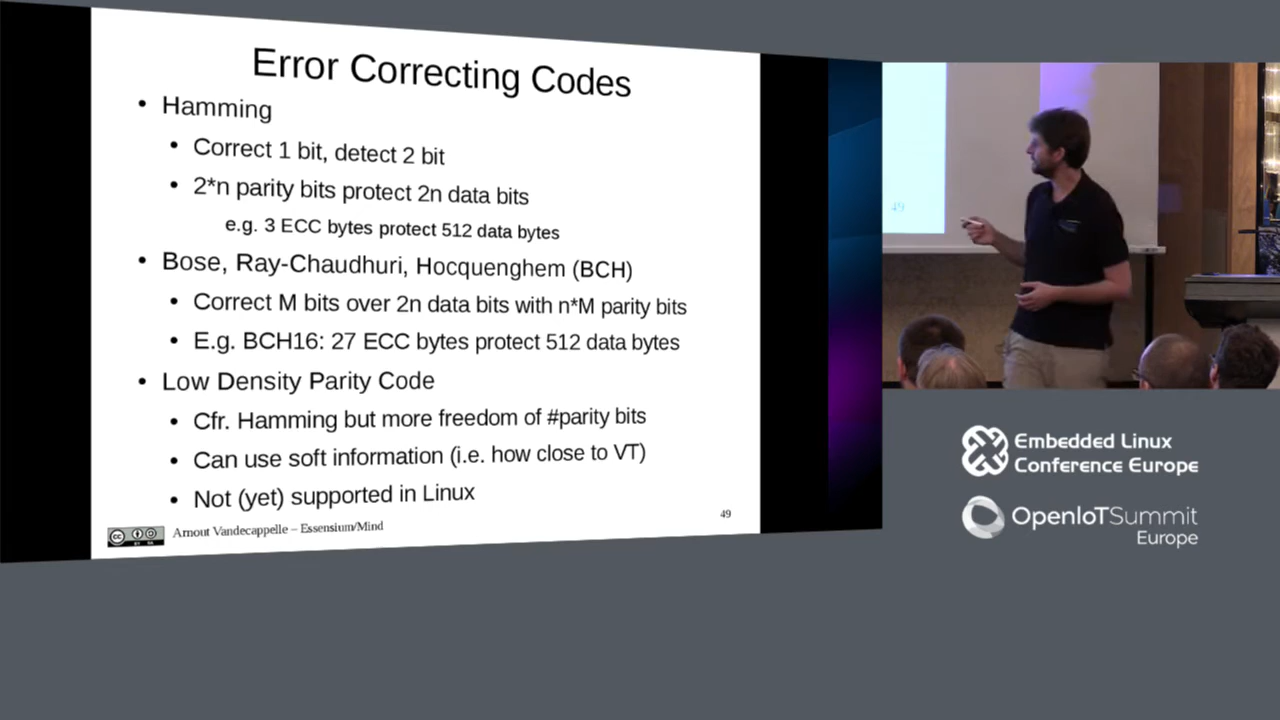 Error Correcting Codes
• Hamming
• Correct 1 bit, detect 2 bit
• 2*n parity bits protect 2n data bits
e.g. 3 ECC bytes protect 512 data bytes
• Bose, Ray-Chaudhuri, Hocquenghem (BCH)
• Correct M bits over 2n data bits with n*M parity bits
• E.g. BCH16: 27 ECC bytes protect 512 data bytes
• Low Density Parity Code
• Cfr. Hamming but more freedom of #parity bits
• Can use soft information (i.e. how close to VT)
• Not (yet) supported in Linux
cc BY SA
Arnout Vandecappelle – Essensium/Mind
49
49
Embedded Linux
Conference Europe
OpenIoTSummit
Europe